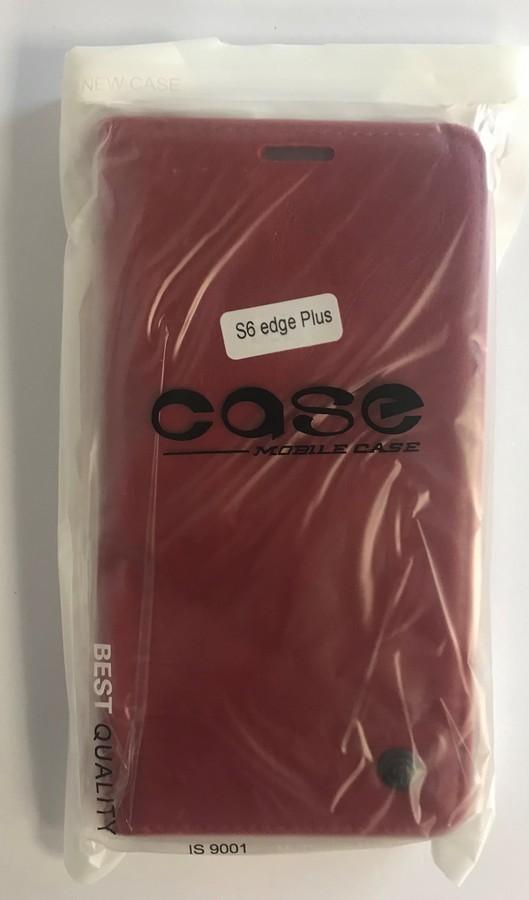 NEW CASE
S6 edge Plus
case
MOBILE CASE
BEST QUALITY
IS 9001